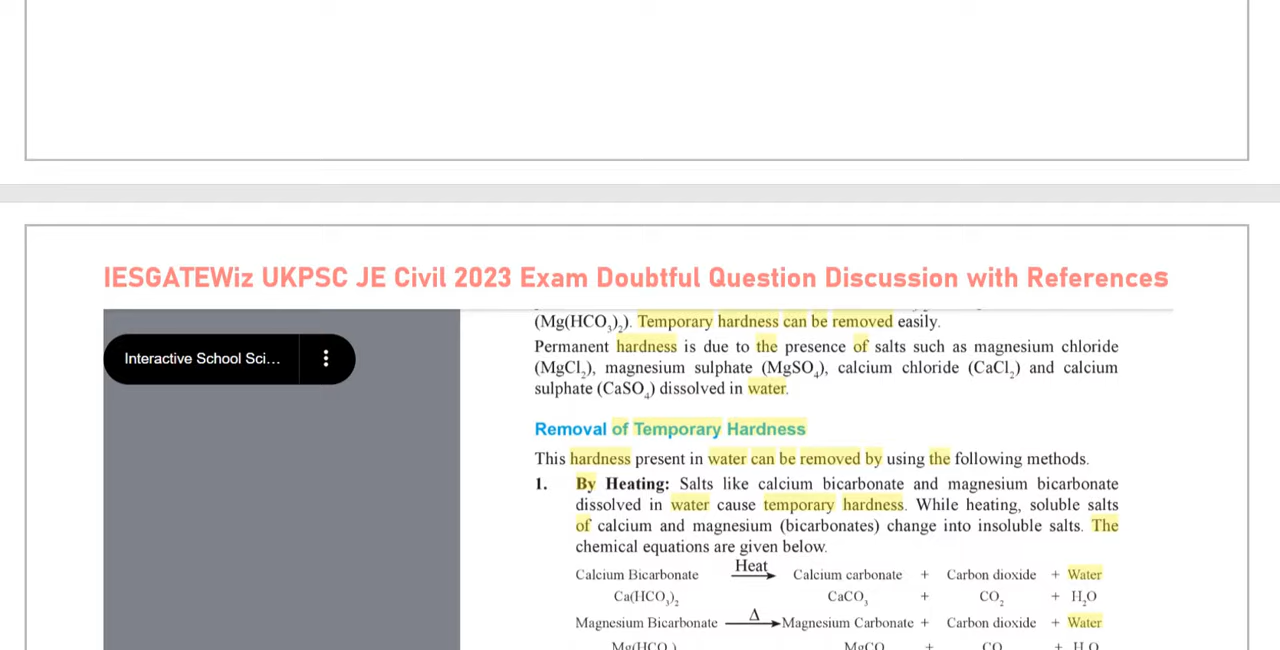 IESGATEWiz UKPSC JE Civil 2023 Exam Doubtful Question Discussion with References
Interactive School Sci...
(Mg(HCO₃)₂). Temporary hardness can be removed easily.
Permanent hardness is due to the presence of salts such as magnesium chloride
(MgCl₂), magnesium sulphate (MgSO₄), calcium chloride (CaCl₂) and calcium
sulphate (CaSO₄) dissolved in water.
Removal of Temporary Hardness
This hardness present in water can be removed by using the following methods.
1. By Heating: Salts like calcium bicarbonate and magnesium bicarbonate
dissolved in water cause temporary hardness. While heating, soluble salts
of calcium and magnesium (bicarbonates) change into insoluble salts. The
chemical equations are given below.
Calcium Bicarbonate Heat Calcium carbonate + Carbon dioxide + Water
Ca(HCO₃)₂ CaCO₃ + CO₂ + H₂O
Magnesium Bicarbonate Δ Magnesium Carbonate + Carbon dioxide + Water
Mg(HCO ) MgCO + CO + H O